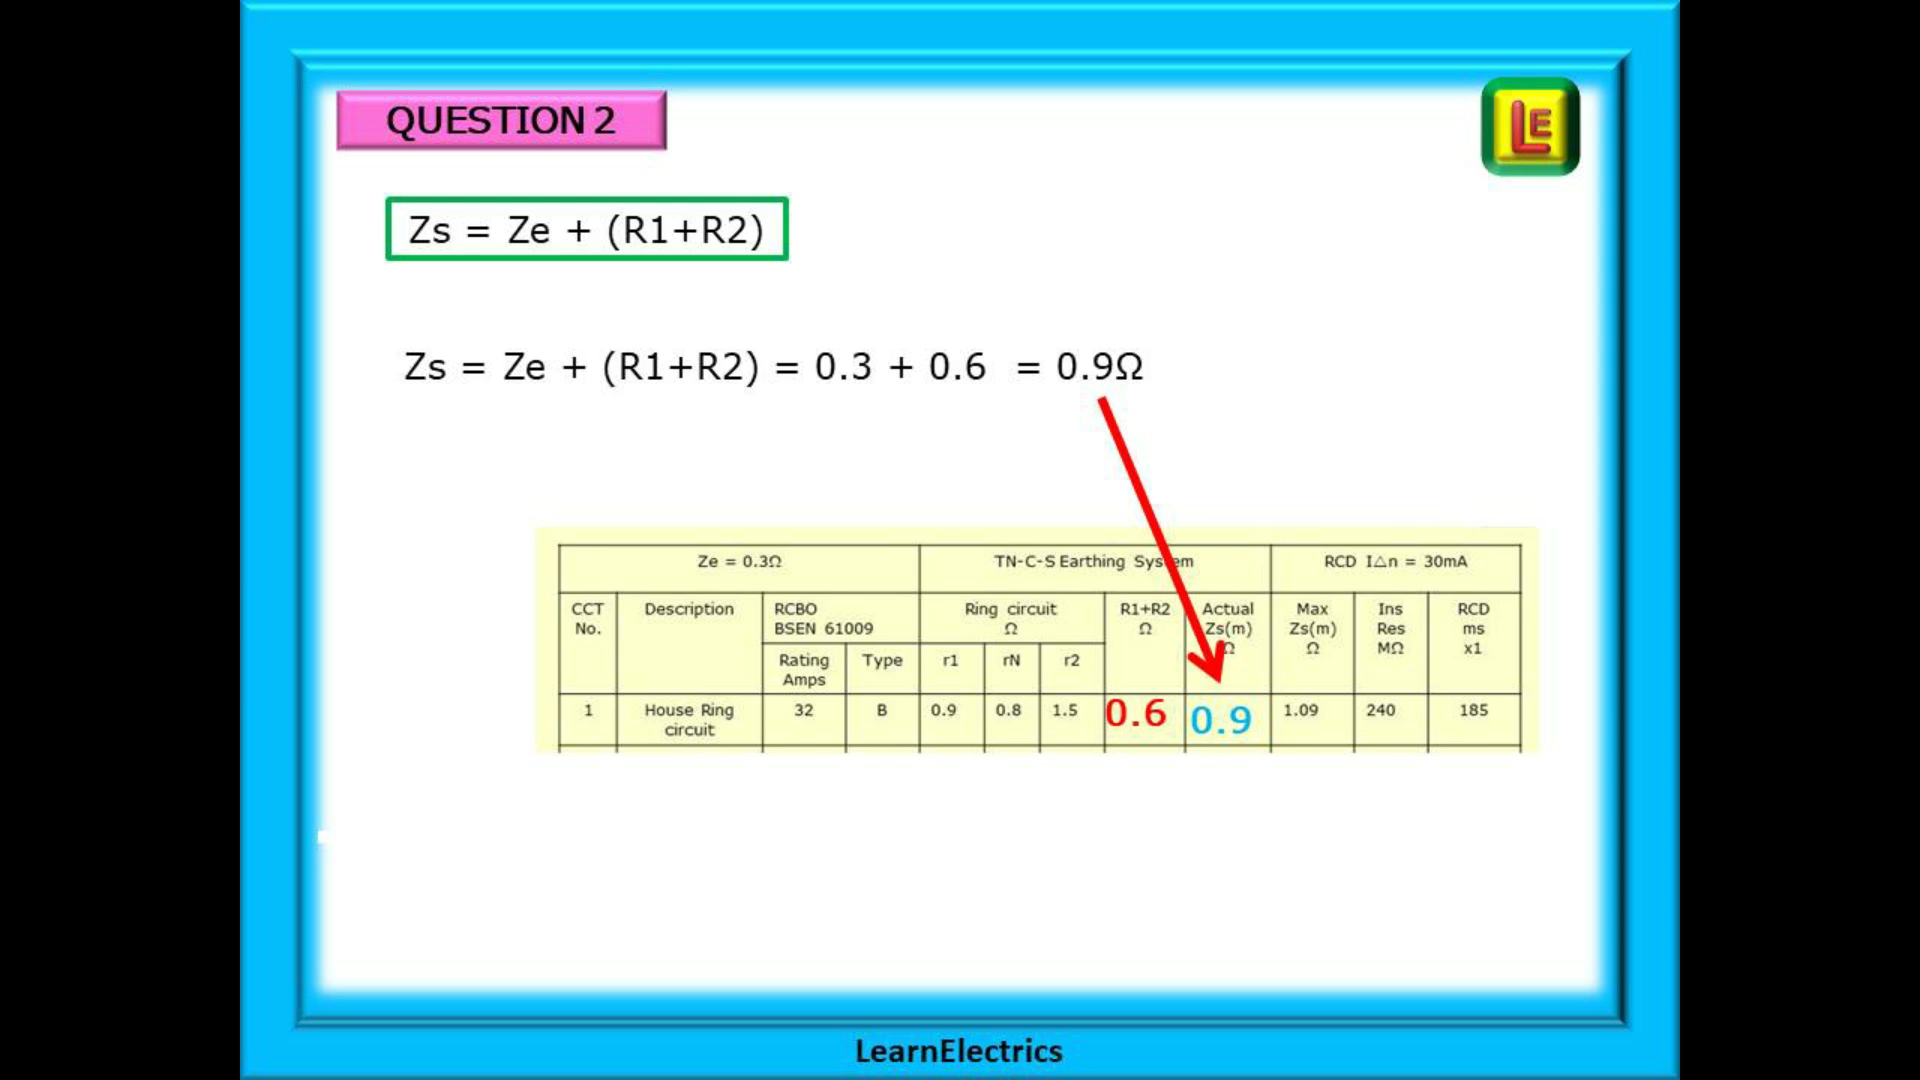 QUESTION 2
LE
Zs = Ze + (R1+R2)
Zs = Ze + (R1+R2) = 0.3 + 0.6 = 0.9Ω
Ze = 0.3Ω TN-C-S Earthing System RCD I△n = 30mA
CCT No. Description RCBO BSEN 61009 Ring circuit Ω R1+R2 Ω Actual Zs(m) Ω Max Zs(m) Ω Ins Res MΩ RCD ms x1
Rating Amps Type r1 rN r2
1 House Ring circuit 32 B 0.9 0.8 1.5 0.6 0.9 1.09 240 185
LearnElectrics